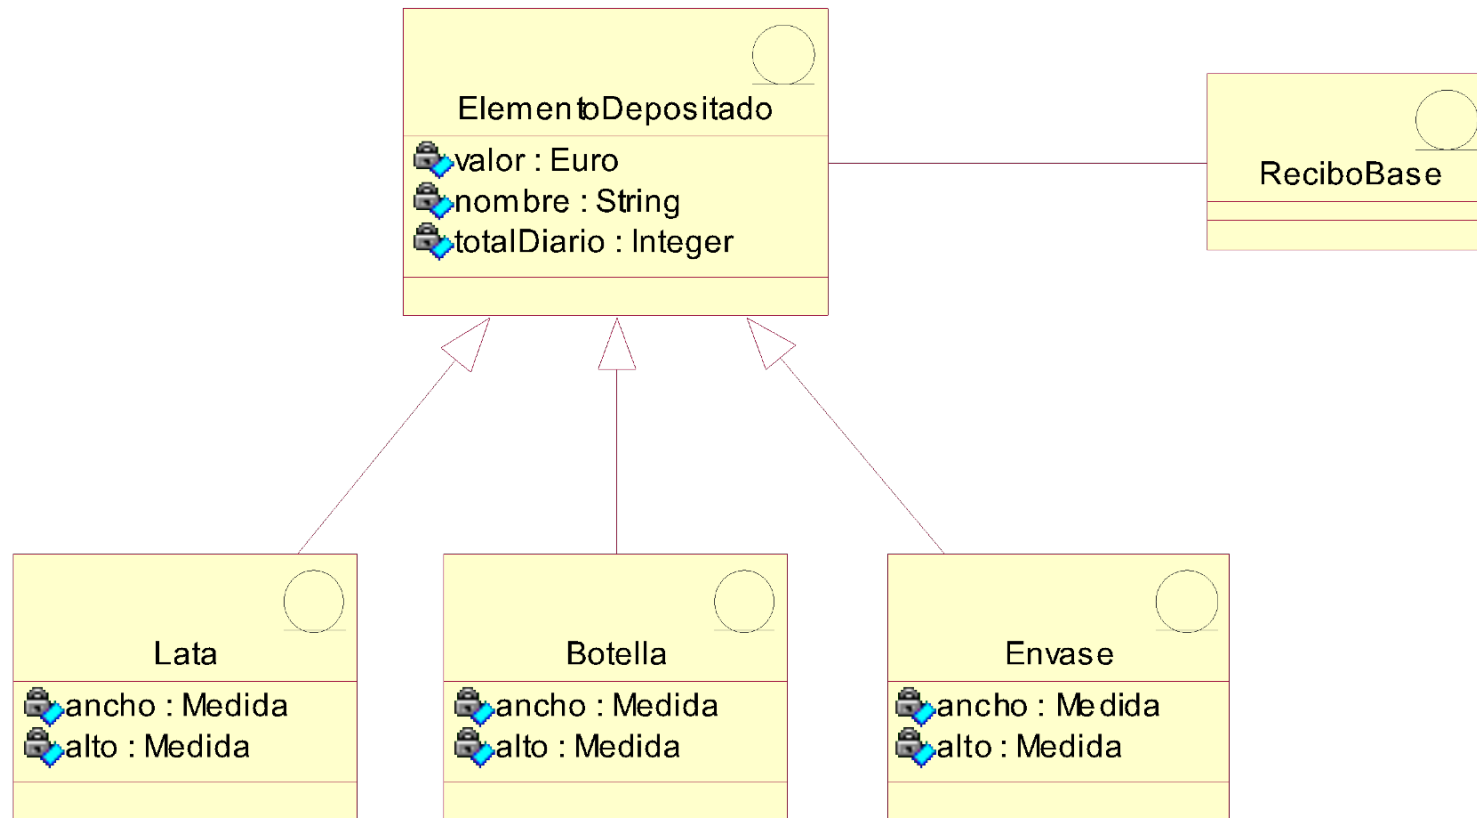 ElementoDepositado
valor : Euro
nombre : String
totalDiario : Integer
ReciboBase
Lata
ancho : Medida
alto : Medida
Botella
ancho : Medida
alto : Medida
Envase
ancho : Medida
alto : Medida